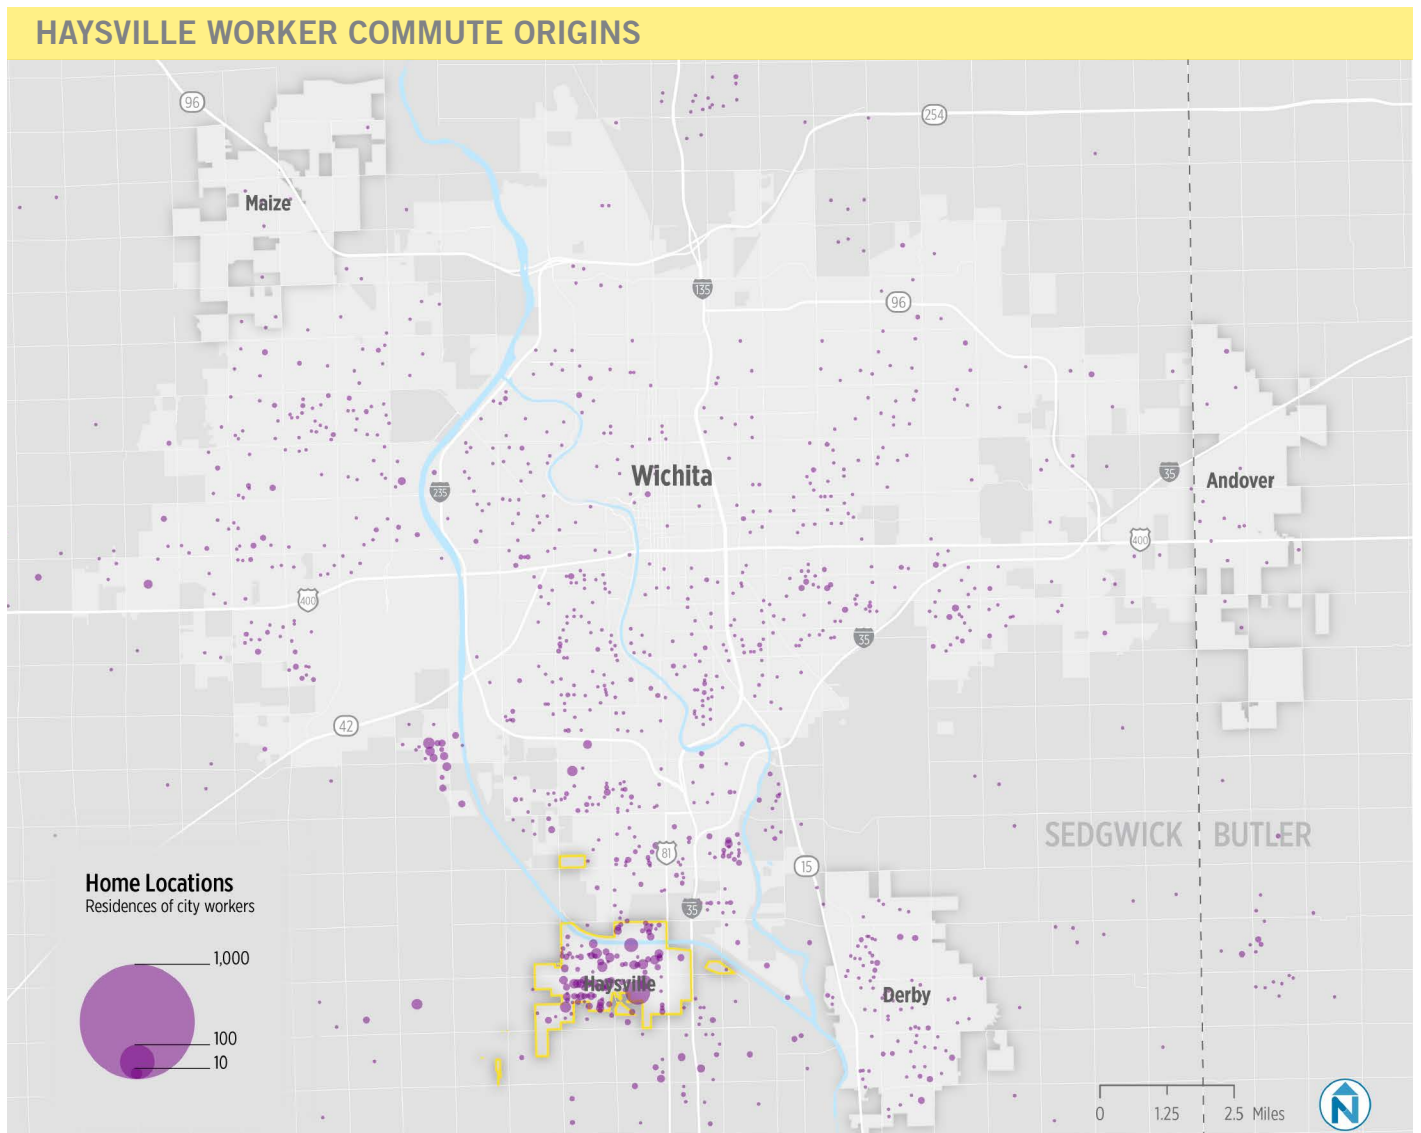 HAYSVILLE WORKER COMMUTE ORIGINS
96
254
Maize
135
96
Wichita
35
Andover
235
400
400
35
42
SEDGWICK BUTLER
81
15
Home Locations
Residences of city workers
35
1,000
Haysville
Derby
100
10
0 1.25 2.5 Miles
N